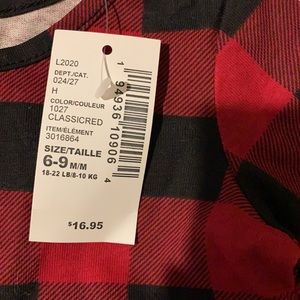 L2020
DEPT./CAT.
024/27
H
COLOR/COULEUR
1027
CLASSICRED
ITEM/ÉLÉMENT
3016864
SIZE/TAILLE
6-9 M/M
18-22 LB/8-10 KG
$16.95
1 94936 10906 4